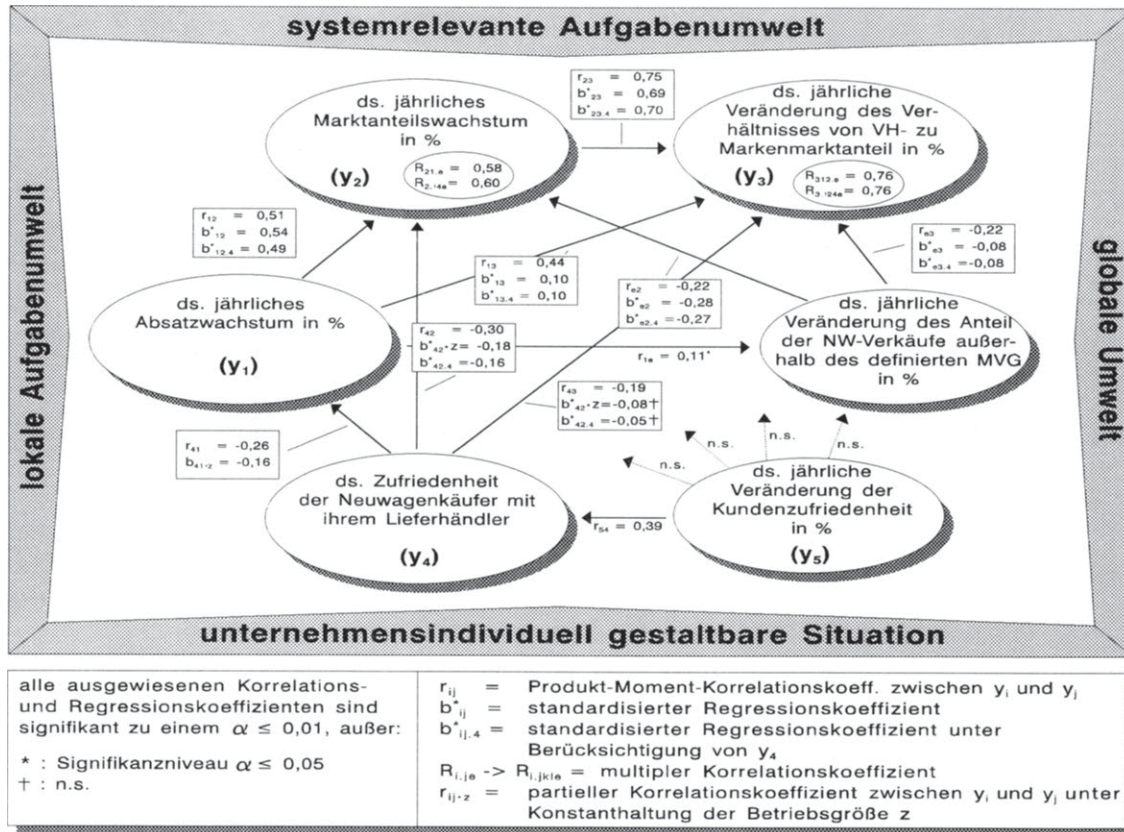 systemrelevante Aufgabenumwelt
lokale Aufgabenumwelt
globale Umwelt
ds. jährliches
Marktanteilswachstum
in %
(y₂)
R₂₁.ₑ = 0,58
R₂.₁₄ₑ= 0,60
r₂₃ = 0,75
b*₂₃ = 0,69
b*₂₃.₄ = 0,70
ds. jährliche
Veränderung des Ver-
hältnisses von VH- zu
Markenmarktanteil in %
(y₃)
R₃₁₂.ₑ = 0,76
R₃.₁₂₄ₑ= 0,76
r₁₂ = 0,51
b*₁₂ = 0,54
b*₁₂.₄ = 0,49
r₁₃ = 0,44
b*₁₃ = 0,10
b*₁₃.₄ = 0,10
rₑ₂ = -0,22
b*ₑ₂ = -0,28
b*ₑ₂.₄ =-0,27
rₑ₃ = -0,22
b*ₑ₃ = -0,08
b*ₑ₃.₄ =-0,08
ds. jährliches
Absatzwachstum in %
(y₁)
r₄₂ = -0,30
b*₄₂·z= -0,18
b*₄₂.₄ = -0,16
r₁ₑ = 0,11*
ds. jährliche
Veränderung des Anteil
der NW-Verkäufe außer-
halb des definierten MVG
in %
r₄₃ = -0,19
b*₄₂·z=-0,08†
b*₄₂.₄ =-0,05†
r₄₁ = -0,26
b₄₁·z = -0,16
n.s.
n.s.
n.s.
n.s.
ds. Zufriedenheit
der Neuwagenkäufer mit
ihrem Lieferhändler
(y₄)
r₅₄ = 0,39
ds. jährliche
Veränderung der
Kundenzufriedenheit
in %
(y₅)
unternehmensindividuell gestaltbare Situation
alle ausgewiesenen Korrelations-
und Regressionskoeffizienten sind
signifikant zu einem α ≤ 0,01, außer:
* : Signifikanzniveau α ≤ 0,05
† : n.s.
rᵢⱼ = Produkt-Moment-Korrelationskoeff. zwischen yᵢ und yⱼ
b*ᵢⱼ = standardisierter Regressionskoeffizient
b*ᵢⱼ.₄ = standardisierter Regressionskoeffizient unter
Berücksichtigung von y₄
Rᵢ.ⱼₑ -> Rᵢ.ⱼₖₗₑ = multipler Korrelationskoeffizient
rᵢⱼ·z = partieller Korrelationskoeffizient zwischen yᵢ und yⱼ unter
Konstanthaltung der Betriebsgröße z